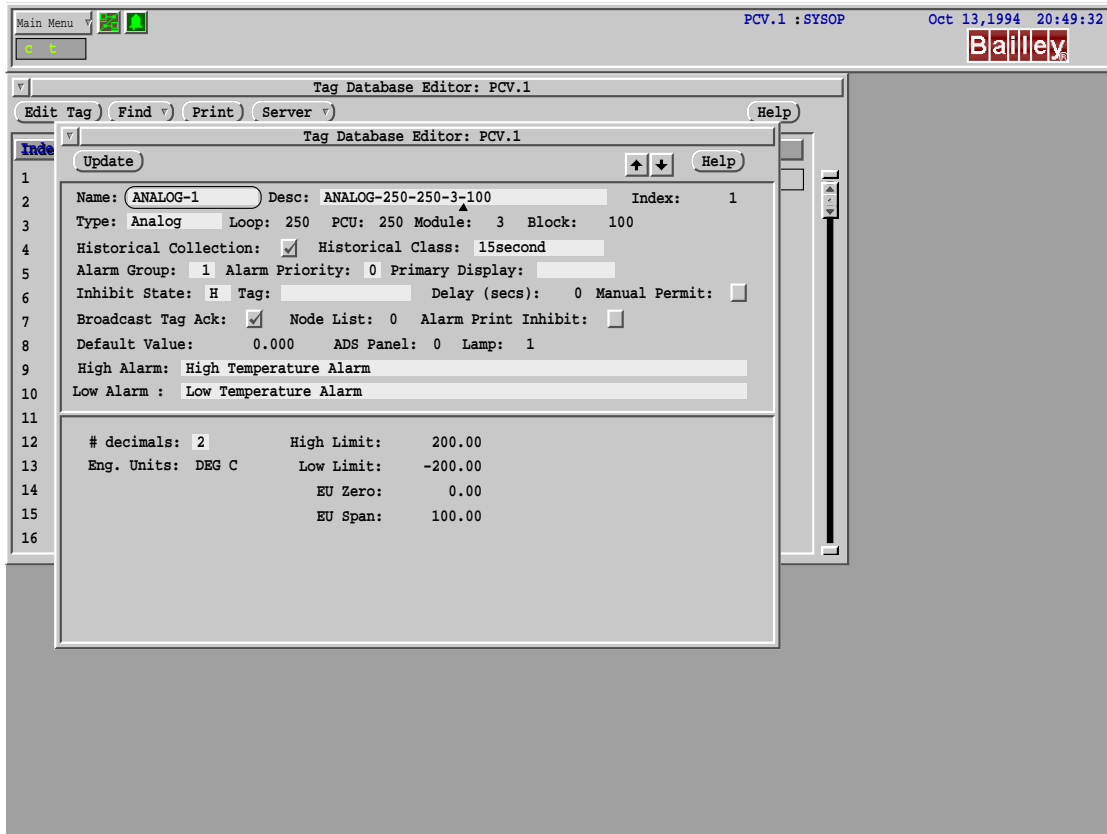 Main Menu PCV.1 :SYSOP Oct 13,1994 20:49:32
c t
Bailey®
Tag Database Editor: PCV.1
Edit Tag Find Print Server Help
Tag Database Editor: PCV.1
Inde
Update Help
1
Name: ANALOG-1 Desc: ANALOG-250-250-3-100 Index: 1
2
Type: Analog Loop: 250 PCU: 250 Module: 3 Block: 100
3
Historical Collection: Historical Class: 15second
4
Alarm Group: 1 Alarm Priority: 0 Primary Display:
5
Inhibit State: H Tag: Delay (secs): 0 Manual Permit:
6
Broadcast Tag Ack: Node List: 0 Alarm Print Inhibit:
7
Default Value: 0.000 ADS Panel: 0 Lamp: 1
8
High Alarm: High Temperature Alarm
9
Low Alarm : Low Temperature Alarm
10
11
12 # decimals: 2 High Limit: 200.00
13 Eng. Units: DEG C Low Limit: -200.00
14 EU Zero: 0.00
15 EU Span: 100.00
16